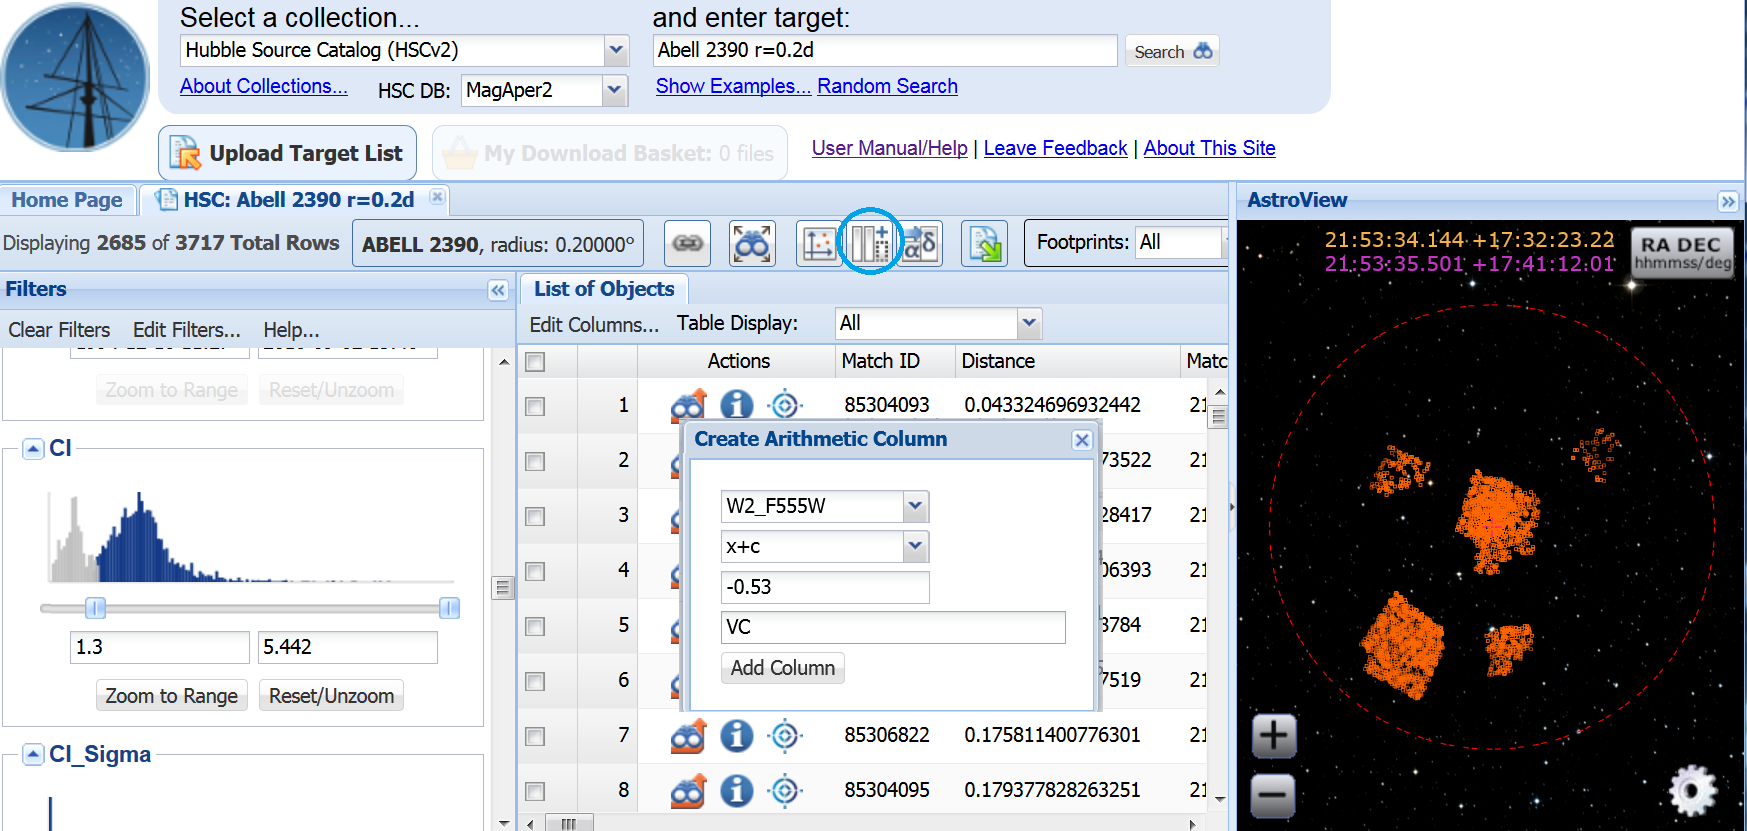 Select a collection...
and enter target:
Hubble Source Catalog (HSCv2)
Abell 2390 r=0.2d
Search
About Collections...
HSC DB:
MagAper2
Show Examples...
Random Search
Upload Target List
My Download Basket: 0 files
User Manual/Help | Leave Feedback | About This Site
Home Page
HSC: Abell 2390 r=0.2d
AstroView
Displaying 2685 of 3717 Total Rows
ABELL 2390, radius: 0.20000°
αδ
Footprints:
All
21:53:34.144 +17:32:23.22
21:53:35.501 +17:41:12.01
RA DEC
hhmmss/deg
Filters
List of Objects
Clear Filters
Edit Filters...
Help...
Edit Columns...
Table Display:
All
Actions
Match ID
Distance
Matc
Zoom to Range
Reset/Unzoom
1
85304093
0.043324696932442
21
CI
Create Arithmetic Column
2
73522
21
W2_F555W
3
28417
21
x+c
4
06393
21
-0.53
1.3
5.442
VC
5
3784
21
Add Column
6
7519
21
Zoom to Range
Reset/Unzoom
7
85306822
0.175811400776301
21
CI_Sigma
8
85304095
0.179377828263251
21